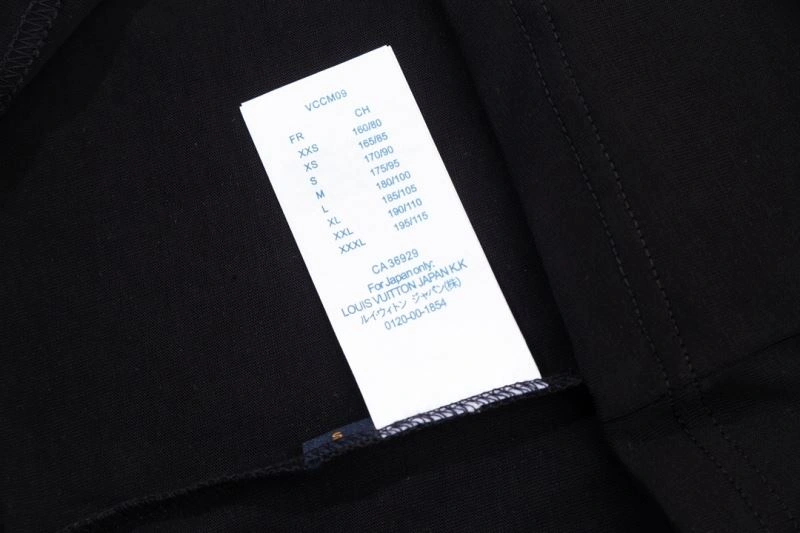 VCCM09
FR CH
XXS 160/80
XS 165/85
S 170/90
M 175/95
L 180/100
XL 185/105
XXL 190/110
XXXL 195/115
CA 36929
For Japan only:
LOUIS VUITTON JAPAN K.K
ルイ・ウィトン ジャパン(株)
0120-00-1854
S